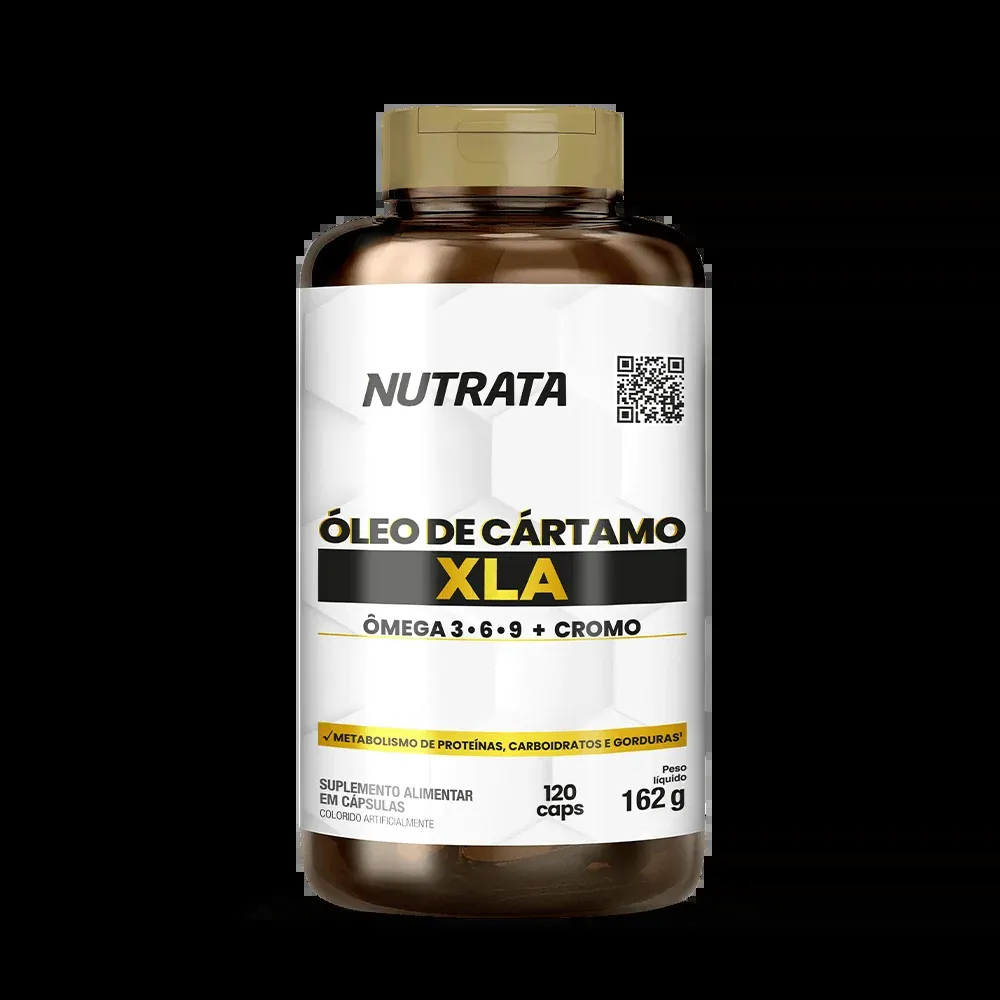 NUTRATA
ÓLEO DE CÁRTAMO
XLA
ÔMEGA 3•6•9 + CROMO
✓METABOLISMO DE PROTEÍNAS, CARBOIDRATOS E GORDURAS¹
SUPLEMENTO ALIMENTAR
EM CÁPSULAS
COLORIDO ARTIFICIALMENTE
120
caps
Peso
líquido
162 g